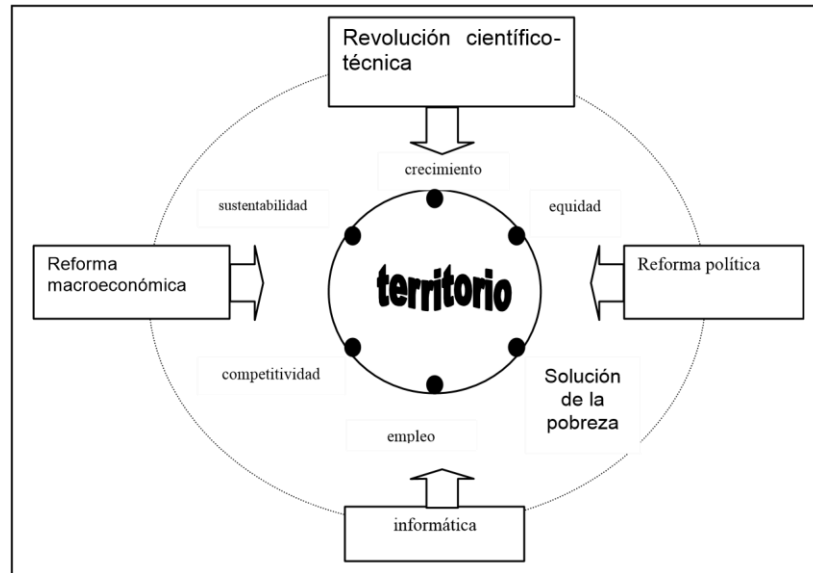 Revolución científico-
técnica
crecimiento
sustentabilidad
equidad
Reforma
macroeconómica
territorio
Reforma política
competitividad
Solución
de la
pobreza
empleo
informática